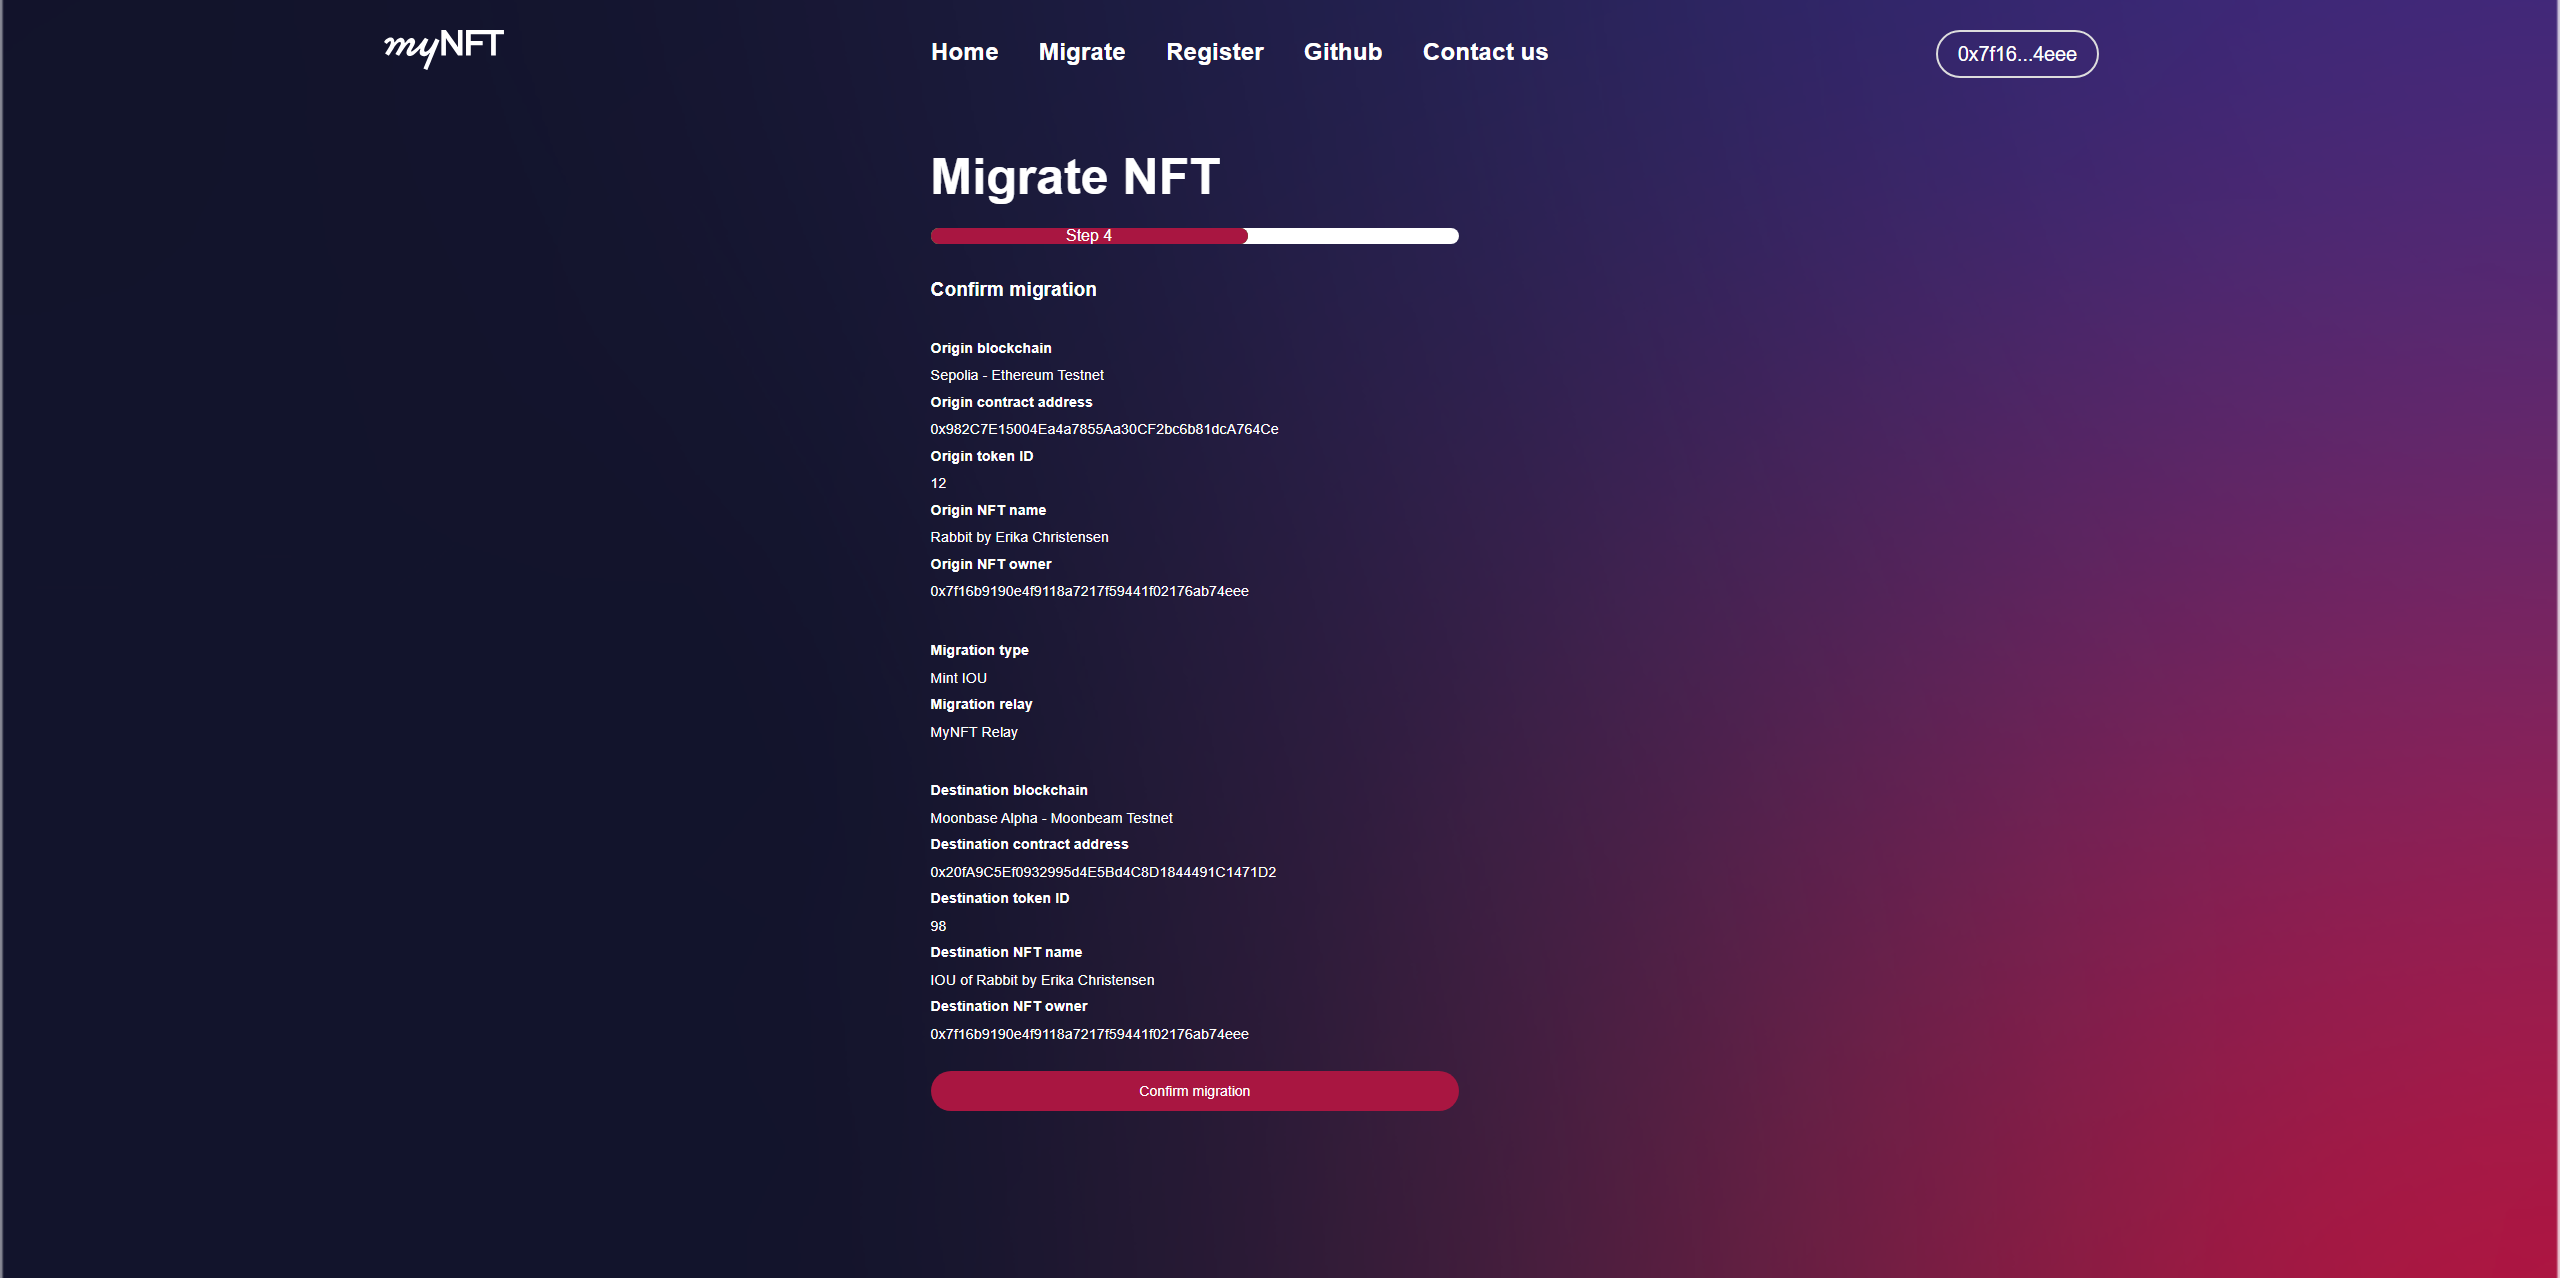 myNFT
Home Migrate Register Github Contact us
0x7f16...4eee
Migrate NFT
Step 4
Confirm migration
Origin blockchain
Sepolia - Ethereum Testnet
Origin contract address
0x982C7E15004Ea4a7855Aa30CF2bc6b81dcA764Ce
Origin token ID
12
Origin NFT name
Rabbit by Erika Christensen
Origin NFT owner
0x7f16b9190e4f9118a7217f59441f02176ab74eee
Migration type
Mint IOU
Migration relay
MyNFT Relay
Destination blockchain
Moonbase Alpha - Moonbeam Testnet
Destination contract address
0x20fA9C5Ef0932995d4E5Bd4C8D1844491C1471D2
Destination token ID
98
Destination NFT name
IOU of Rabbit by Erika Christensen
Destination NFT owner
0x7f16b9190e4f9118a7217f59441f02176ab74eee
Confirm migration